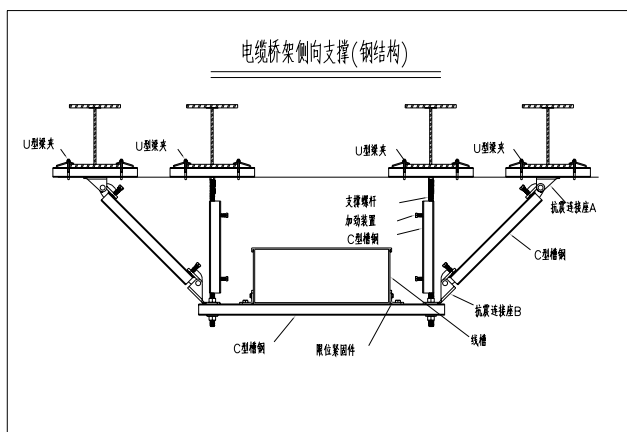 电缆桥架侧向支撑(钢结构)
U型梁夹
U型梁夹
U型梁夹
U型梁夹
支撑螺杆
加劲装置
C型槽钢
抗震连接座A
C型槽钢
抗震连接座B
线槽
C型槽钢
限位紧固件